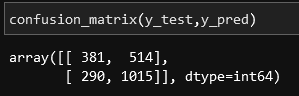 confusion_matrix(y_test,y_pred)
array([[ 381,  514],
       [ 290, 1015]], dtype=int64)